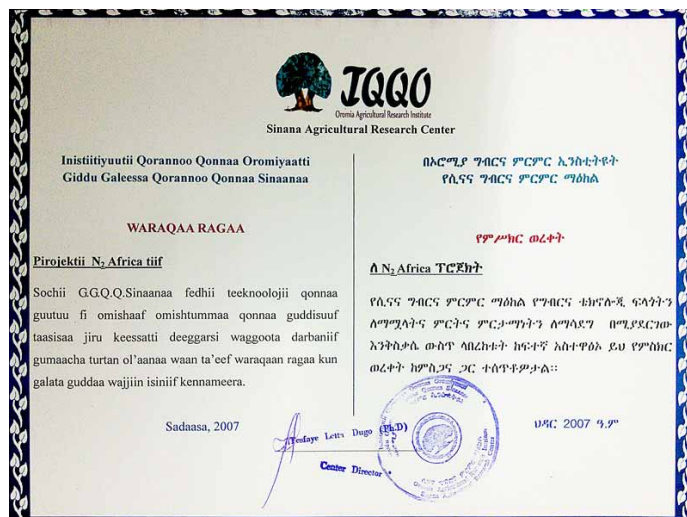 IQQO
Oromia Agricultural Research Institute
Sinana Agricultural Research Center
Inistiitiyuutii Qorannoo Qonnaa Oromiyaatti
Giddu Galeessa Qorannoo Qonnaa Sinaanaa
WARAQAA RAGAA
Pirojektii N₂ Africa tiif
Sochii G.G.Q.Q.Sinaanaa fedhii teeknoolojii qonnaa
guutuu fi omishaaf omishtummaa qonnaa guddisuuf
taasisaa jiru keessatti deeggarsi waggoota darbaniif
gumaacha turtan ol'aanaa waan ta'eef waraqaan ragaa kun
galata guddaa wajjiin isiniif kennameera.
Sadaasa, 2007
በኦሮሚያ ግብርና ምርምር ኢንስቲትዩት
የሲናና ግብርና ምርምር ማዕከል
የምሥክር ወረቀት
ለ N₂ Africa ፕሮጀክት
የሲናና ግብርና ምርምር ማዕከል የግብርና ቴክኖሎጂ ፍላጎትን
ለማሟላትና ምርትና ምርታማነትን ለማሳደግ በሚያደርገው
እንቅስቃሴ ውስጥ ላበረከቱት ከፍተኛ አስተዋፅኦ ይህ የምስክር
ወረቀት ከምስጋና ጋር ተሰጥቶዎታል፡፡
ህዳር 2007 ዓ.ም
Tesfaye Letta Dugo (Ph.D)
Center Director